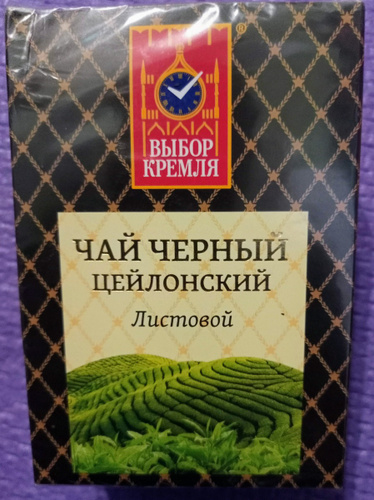 ®
ВЫБОР
КРЕМЛЯ
ЧАЙ ЧЕРНЫЙ
ЦЕЙЛОНСКИЙ
Листовой